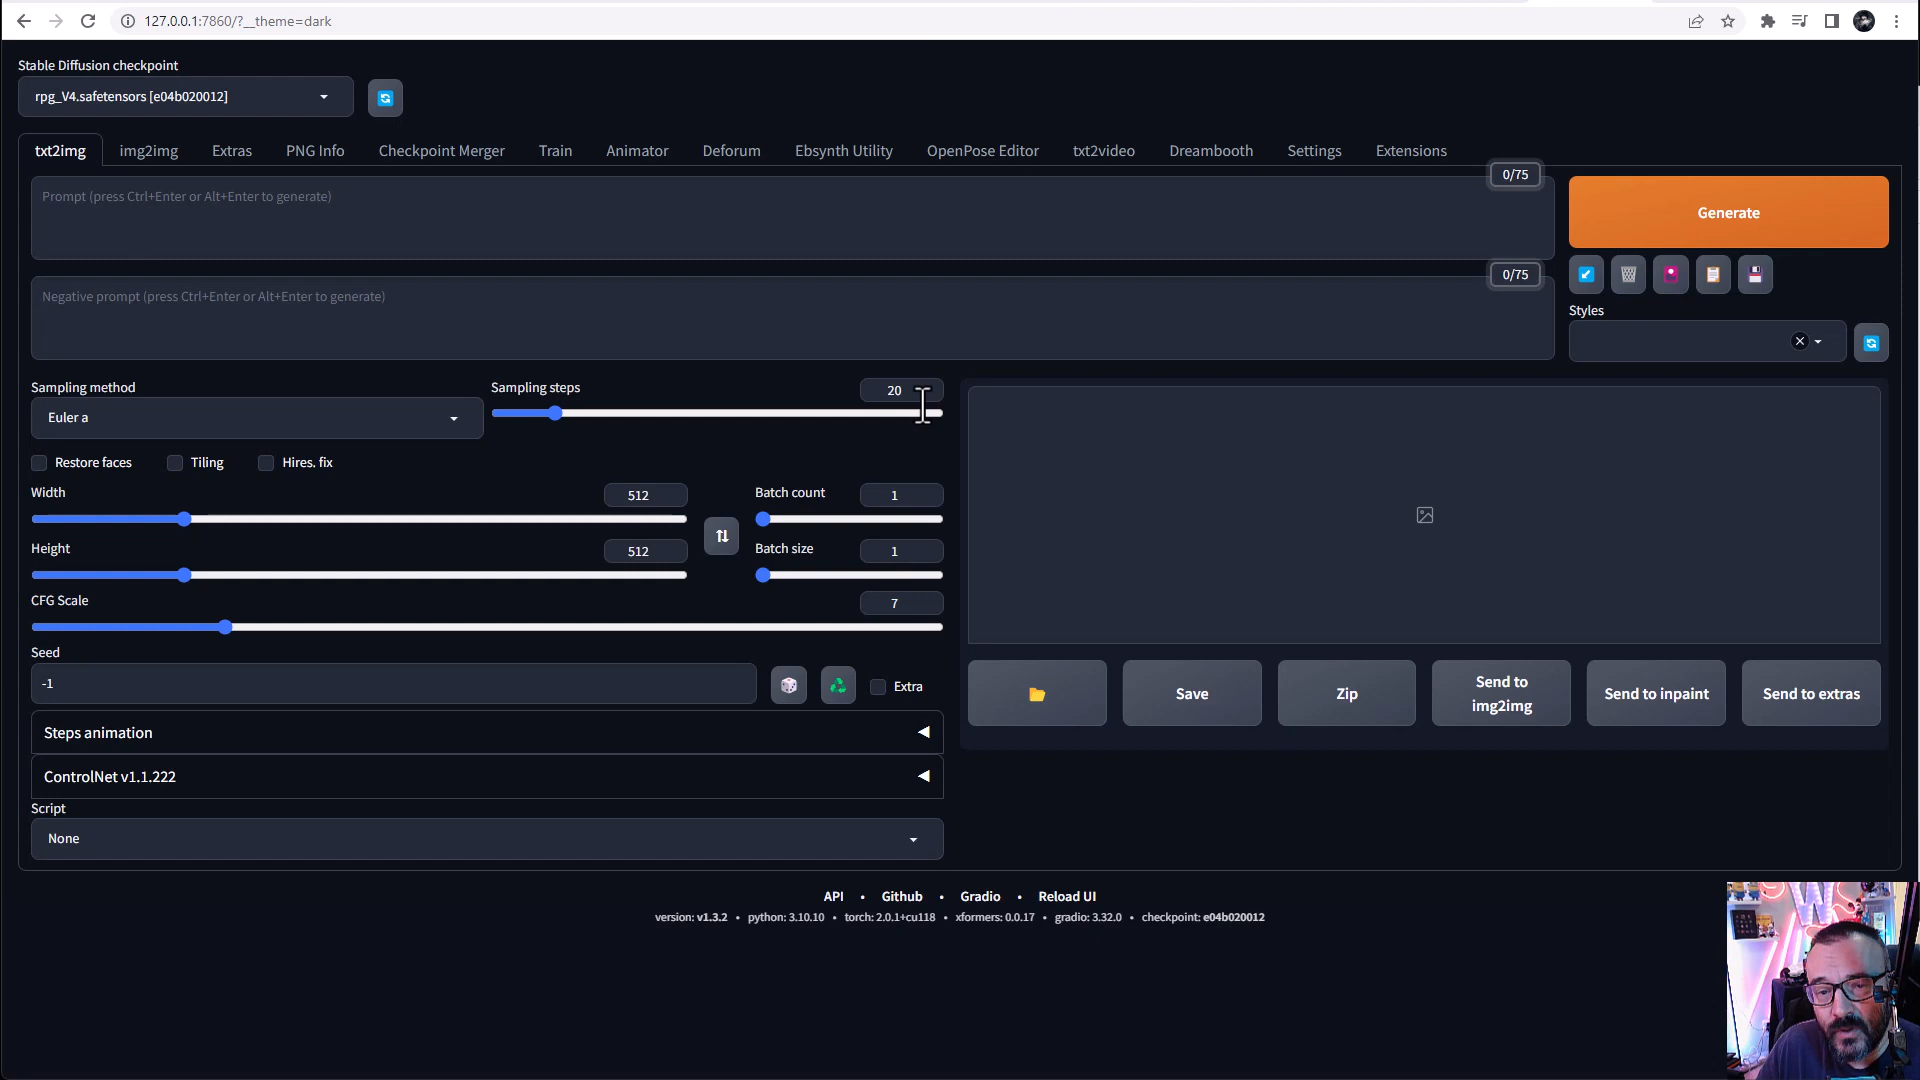 127.0.0.1:7860/?__theme=dark
Stable Diffusion checkpoint
rpg_V4.safetensors [e04b020012]
txt2img img2img Extras PNG Info Checkpoint Merger Train Animator Deforum Ebsynth Utility OpenPose Editor txt2video Dreambooth Settings Extensions
0/75
Prompt (press Ctrl+Enter or Alt+Enter to generate)
Generate
0/75
Negative prompt (press Ctrl+Enter or Alt+Enter to generate)
Styles
Sampling method
Euler a
Sampling steps
20
Restore faces Tiling Hires. fix
Width
512
Batch count
1
Height
512
Batch size
1
CFG Scale
7
Seed
-1
Extra
Save
Zip
Send to
img2img
Send to inpaint
Send to extras
Steps animation
ControlNet v1.1.222
Script
None
API • Github • Gradio • Reload UI
version: v1.3.2 • python: 3.10.10 • torch: 2.0.1+cu118 • xformers: 0.0.17 • gradio: 3.32.0 • checkpoint: e04b020012